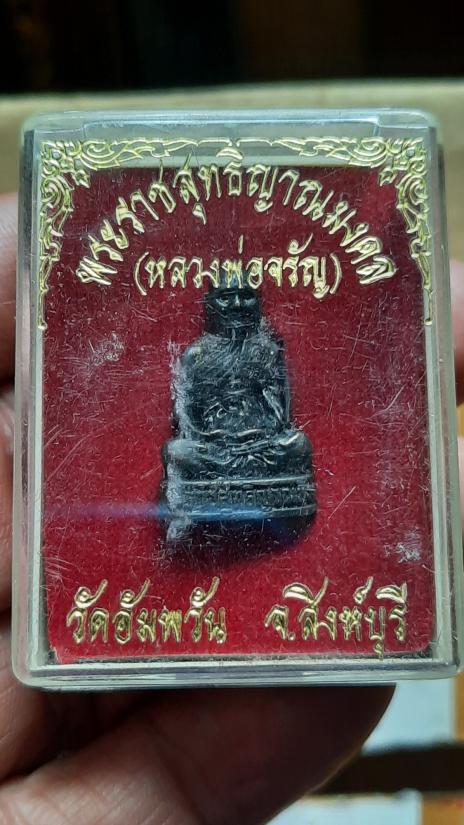 พระราชสุทธิญาณมงคล
(หลวงพ่อจรัญ)
วัดอัมพวัน จ.สิงห์บุรี